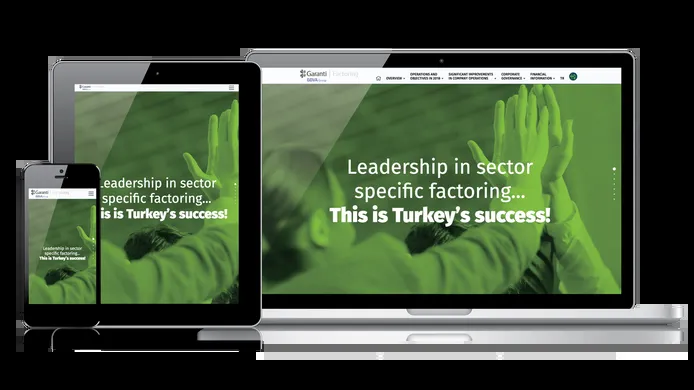 Garanti | Factoring
BBVA Group
OVERVIEW
OPERATIONS AND
OBJECTIVES IN 2018
SIGNIFICANT IMPROVEMENTS
IN COMPANY OPERATIONS
CORPORATE
GOVERNANCE
FINANCIAL
INFORMATION
TR
Leadership in sector
specific factoring...
This is Turkey's success!
Garanti
Leadership in sector
specific factoring...
This is Turkey's success!
Garanti
Leadership in sector
specific factoring...
This is Turkey's success!